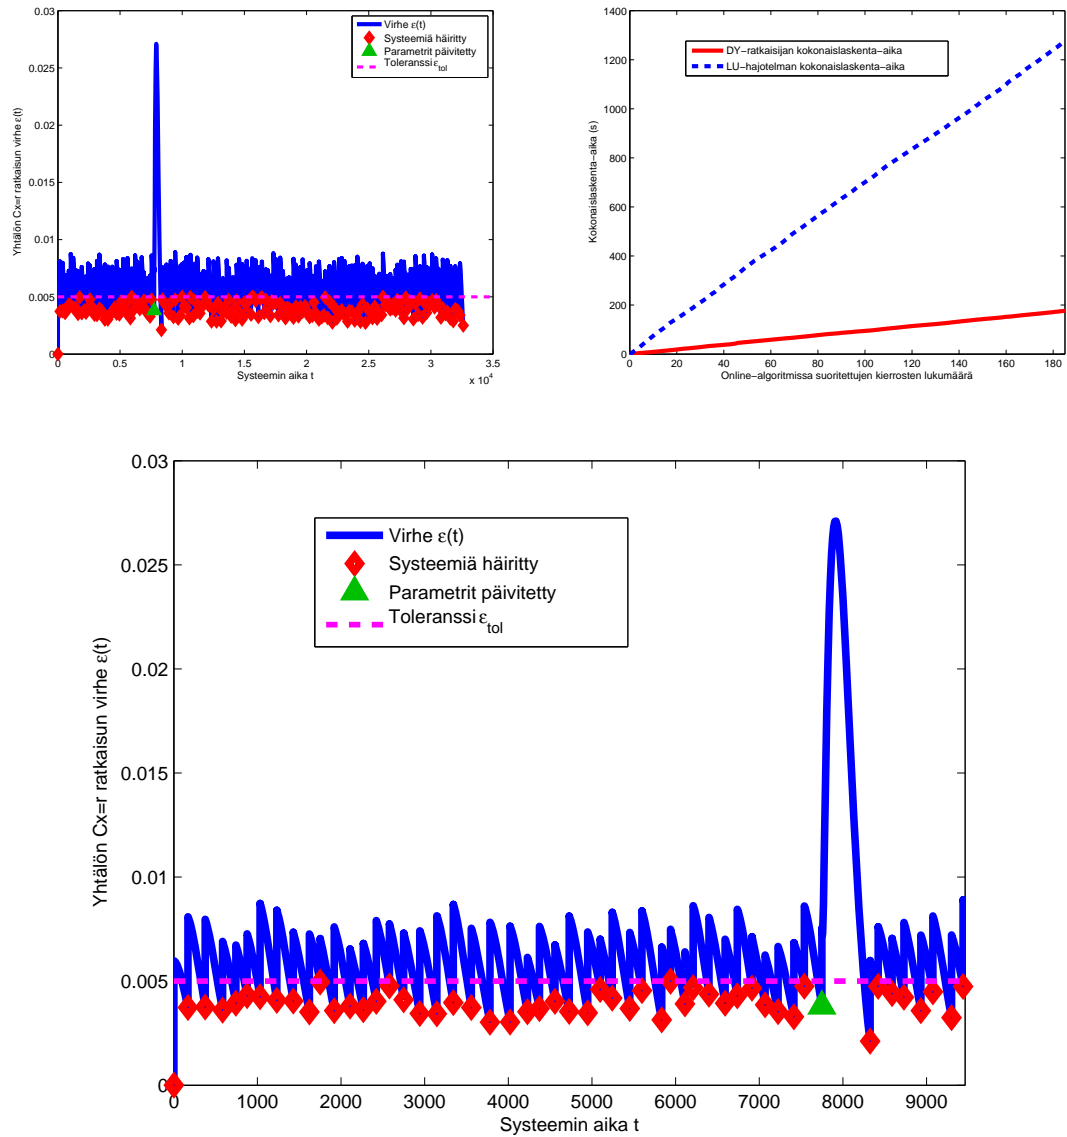 0.03
0.025
0.02
0.015
0.01
0.005
0
Yhtälön Cx=r ratkaisun virhe ε(t)
Virhe ε(t)
Systeemiä häiritty
Parametrit päivitetty
Toleranssi ε_tol
0 0.5 1 1.5 2 2.5 3 3.5
x 10^4
Systeemin aika t
1400
1200
1000
800
600
400
200
0
Kokonaislaskenta−aika (s)
DY−ratkaisijan kokonaislaskenta−aika
LU−hajotelman kokonaislaskenta−aika
0 20 40 60 80 100 120 140 160 180
Online−algoritmissa suoritettujen kierrosten lukumäärä
0.03
0.025
0.02
0.015
0.01
0.005
0
Yhtälön Cx=r ratkaisun virhe ε(t)
Virhe ε(t)
Systeemiä häiritty
Parametrit päivitetty
Toleranssi ε_tol
0 1000 2000 3000 4000 5000 6000 7000 8000 9000
Systeemin aika t